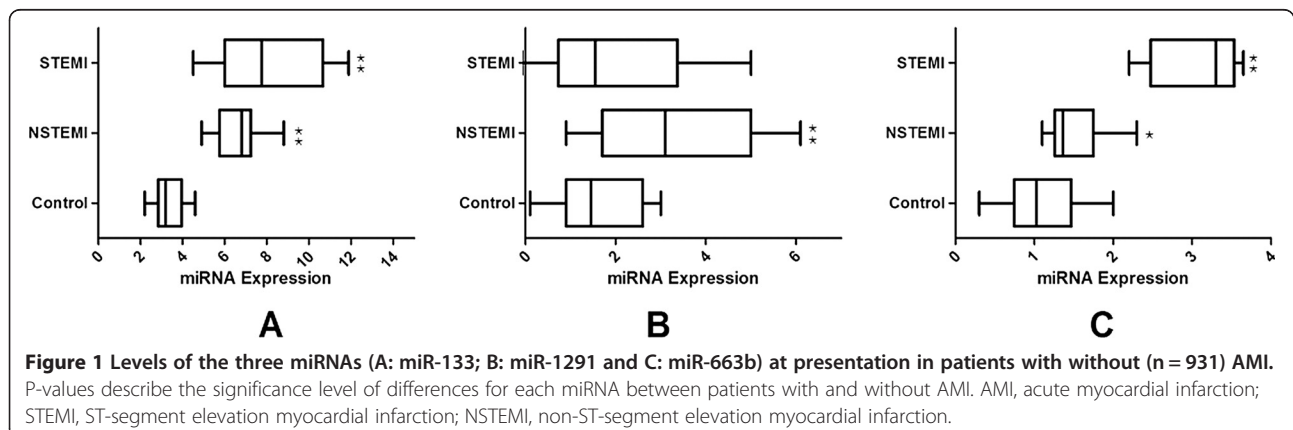 STEMI
NSTEMI
Control
0 2 4 6 8 10 12 14
miRNA Expression
**
**
A
STEMI
NSTEMI
Control
0 2 4 6
miRNA Expression
**
B
STEMI
NSTEMI
Control
0 1 2 3 4
miRNA Expression
**
*
C
Figure 1 Levels of the three miRNAs (A: miR-133; B: miR-1291 and C: miR-663b) at presentation in patients with without (n = 931) AMI.
P-values describe the significance level of differences for each miRNA between patients with and without AMI. AMI, acute myocardial infarction;
STEMI, ST-segment elevation myocardial infarction; NSTEMI, non-ST-segment elevation myocardial infarction.